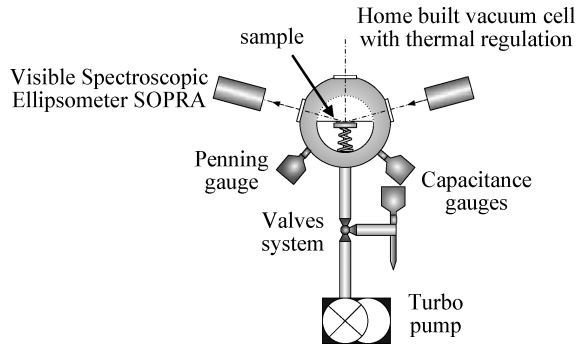 Home built vacuum cell
with thermal regulation
sample
Visible Spectroscopic
Ellipsometer SOPRA
Penning
gauge
Capacitance
gauges
Valves
system
Turbo
pump